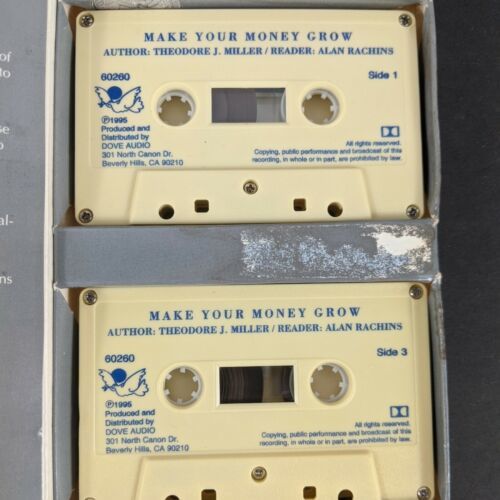 of
to
MAKE YOUR MONEY GROW
AUTHOR: THEODORE J. MILLER / READER: ALAN RACHINS
60260
Side 1
℗1995
Produced and
Distributed by
DOVE AUDIO
301 North Canon Dr.
Beverly Hills, CA 90210
All rights reserved.
Copying, public performance and broadcast of this
recording, in whole or in part, are prohibited by law.
MAKE YOUR MONEY GROW
AUTHOR: THEODORE J. MILLER / READER: ALAN RACHINS
60260
Side 3
℗1995
Produced and
Distributed by
DOVE AUDIO
301 North Canon Dr.
Beverly Hills, CA 90210
All rights reserved.
Copying, public performance and broadcast of this
recording, in whole or in part, are prohibited by law.